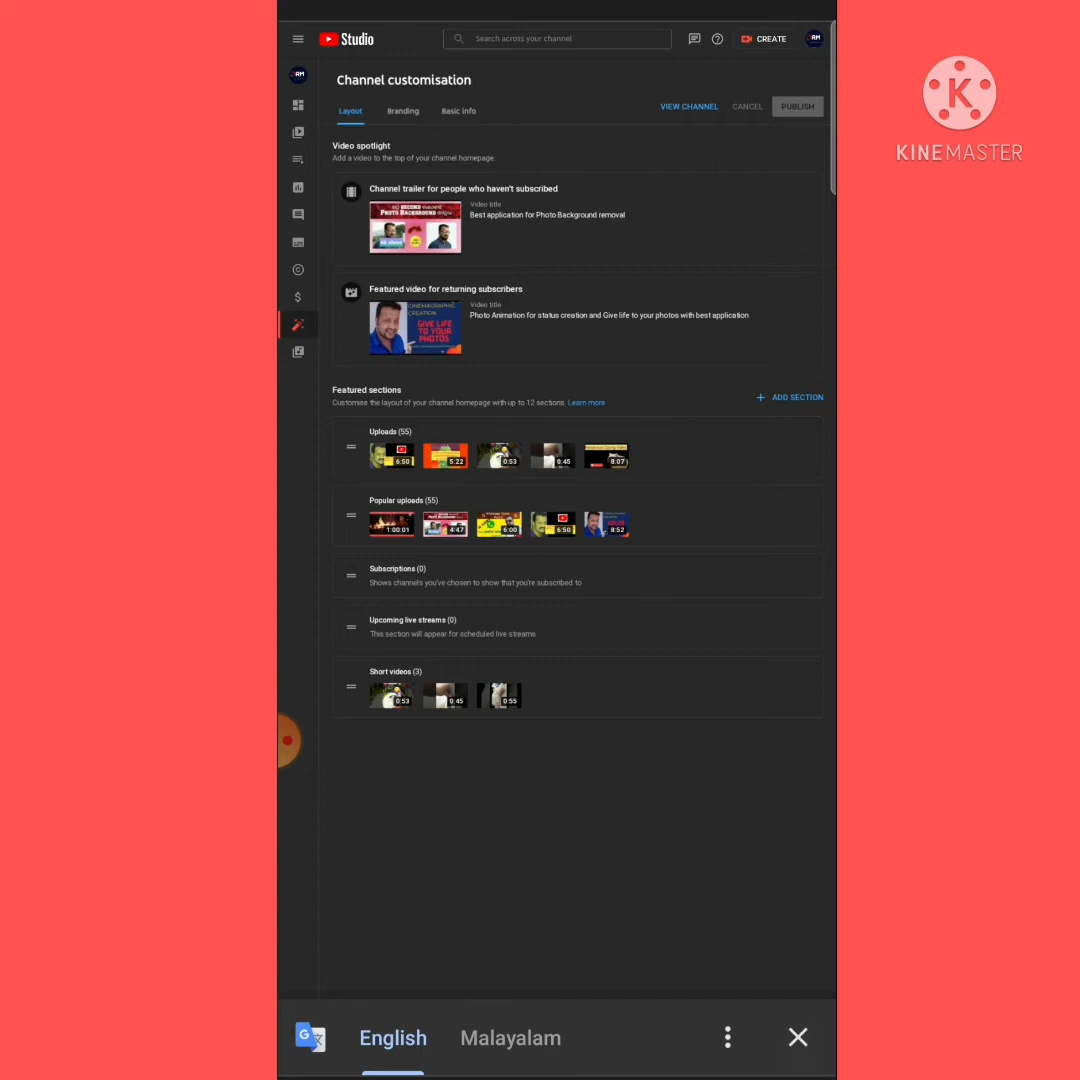 Studio
Search across your channel
CREATE
RM
RM
Channel customisation
Layout
Branding
Basic info
VIEW CHANNEL
CANCEL
PUBLISH
Video spotlight
Add a video to the top of your channel homepage.
Channel trailer for people who haven't subscribed
Video title
Best application for Photo Background removal
SECOND
PHOTO BACKGROUND
Featured video for returning subscribers
Video title
Photo Animation for status creation and Give life to your photos with best application
CINEMAGRAPHIC
CREATION
GIVE LIFE
TO YOUR
PHOTOS
Featured sections
Customise the layout of your channel homepage with up to 12 sections. Learn more
ADD SECTION
Uploads (55)
6:50
5:22
0:53
0:45
8:07
Popular uploads (55)
1:00:01
4:47
6:00
6:50
8:52
Subscriptions (0)
Shows channels you've chosen to show that you're subscribed to
Upcoming live streams (0)
This section will appear for scheduled live streams
Short videos (3)
0:53
0:45
0:55
G
English
Malayalam
K
KINEMASTER